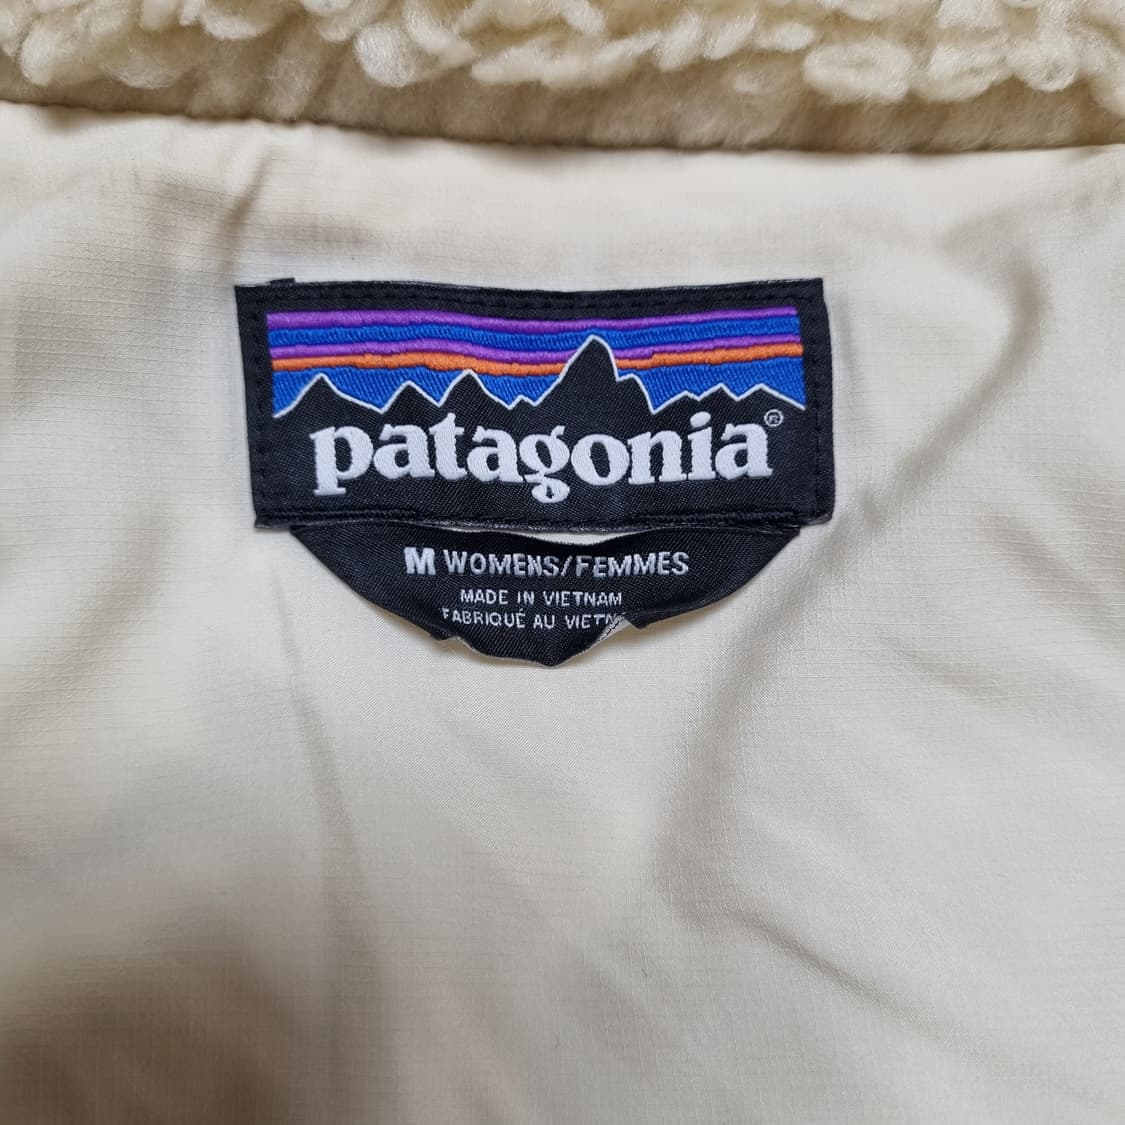 patagonia®
M WOMENS/FEMMES
MADE IN VIETNAM
FABRIQUÉ AU